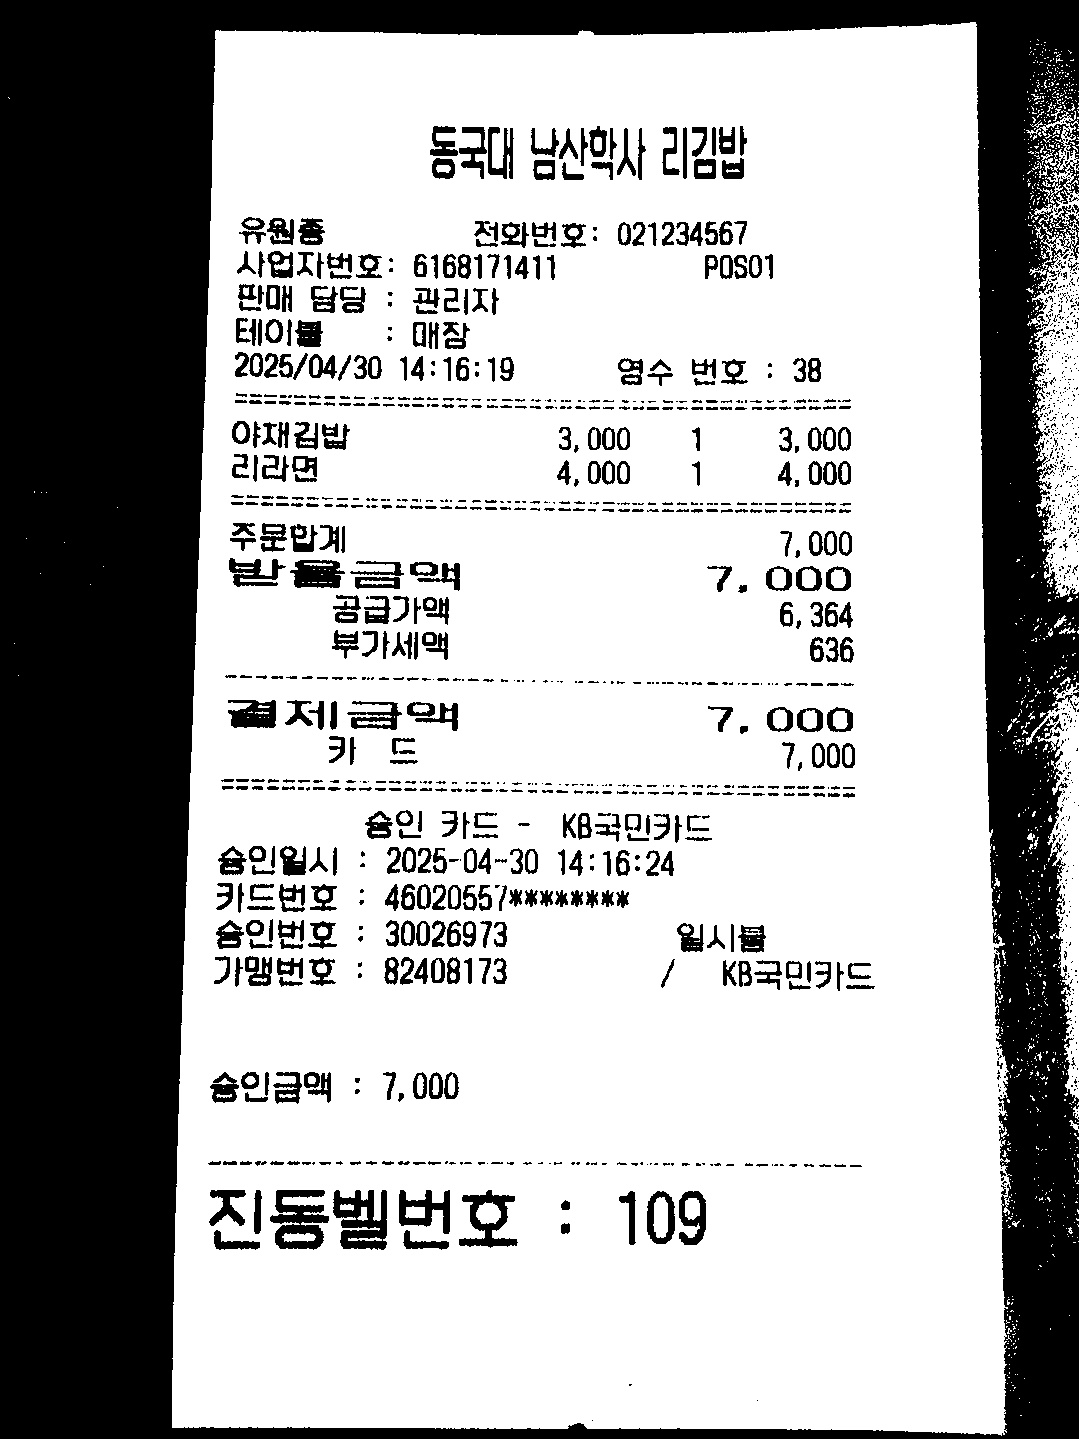 동국대 남산학사 리김밥
유원종 전화번호: 021234567
사업자번호: 6168171411 POS01
판매 담당 : 관리자
테이블 : 매장
2025/04/30 14:16:19 영수 번호 : 38
야채김밥 3,000 1 3,000
리라면 4,000 1 4,000
주문합계 7,000
받을금액 7,000
공급가액 6,364
부가세액 636
결제금액 7,000
카 드 7,000
승인 카드 - KB국민카드
승인일시 : 2025-04-30 14:16:24
카드번호 : 46020557********
승인번호 : 30026973 일시불
가맹번호 : 82408173 / KB국민카드
승인금액 : 7,000
진동벨번호 : 109